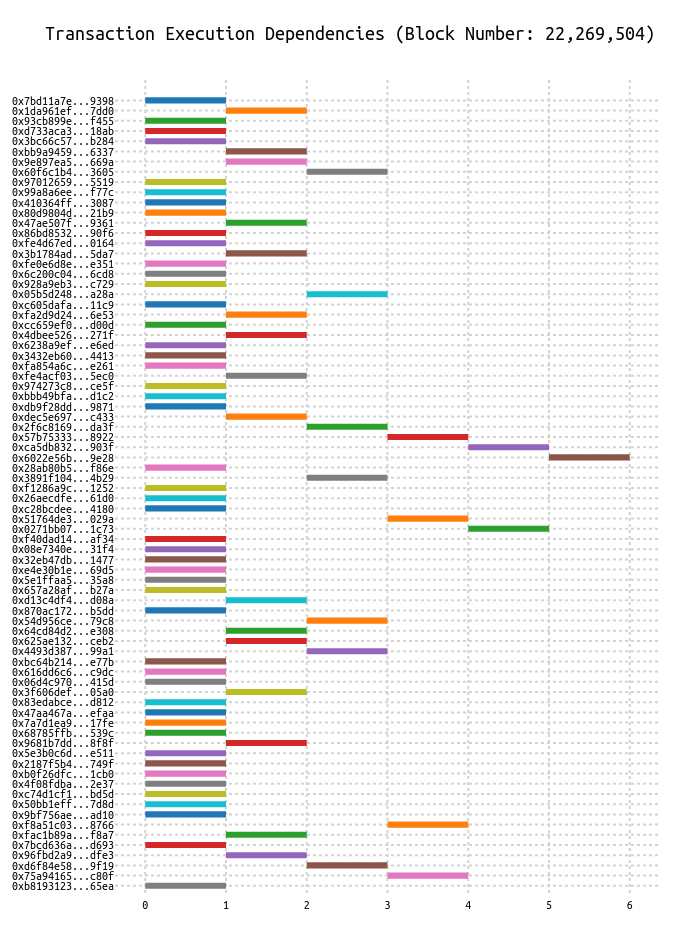 Transaction Execution Dependencies (Block Number: 22,269,504)
0x7bd11a7e...9398
0x1da961ef...7dd0
0x93cb899e...f455
0xd733aca3...18ab
0x3bc66c57...b284
0xbb9a9459...6337
0x9e897ea5...669a
0x60f6c1b4...3605
0x97012659...5519
0x99a8a6ee...f77c
0x410364ff...3087
0x80d9804d...21b9
0x47ae507f...9361
0x86bd8532...90f6
0xfe4d67ed...0164
0x3b1784ad...5da7
0xfe0e6d8e...e351
0x6c200c04...6cd8
0x928a9eb3...c729
0x05b5d248...a28a
0xc605dafa...11c9
0xfa2d9d24...6e53
0xcc659ef0...d00d
0x4dbee526...271f
0x6238a9ef...e6ed
0x3432eb60...4413
0xfa854a6c...e261
0xfe4acf03...5ec0
0x974273c8...ce5f
0xbbb49bfa...d1c2
0xdb9f28dd...9871
0xdec5e697...c433
0x2f6c8169...da3f
0x57b75333...8922
0xca5db832...903f
0x6022e56b...9e28
0x28ab80b5...f86e
0x3891f104...4b29
0xf1286a9c...1252
0x26aecdfe...61d0
0xc28bcdee...4180
0x51764de3...029a
0x0271bb07...1c73
0xf40dad14...af34
0x08e7340e...31f4
0x32eb47db...1477
0xe4e30b1e...69d5
0x5e1ffaa5...35a8
0x657a28af...b27a
0xd13c4df4...d08a
0x870ac172...b5dd
0x54d956ce...79c8
0x64cd84d2...e308
0x625ae132...ceb2
0x4493d387...99a1
0xbc64b214...e77b
0x616dd6c6...c9dc
0x06d4c970...415d
0x3f606def...05a0
0x83edabce...d812
0x47aa467a...efaa
0x7a7d1ea9...17fe
0x68785ffb...539c
0x9681b7dd...8f8f
0x5e3b0c6d...e511
0x2187f5b4...749f
0xb0f26dfc...1cb0
0x4f08fdba...2e37
0xc74d1cf1...bd5d
0x50bb1eff...7d8d
0x9bf756ae...ad10
0xf8a51c03...8766
0xfac1b89a...f8a7
0x7bcd636a...d693
0x96fbd2a9...dfe3
0xd6f84e58...9f19
0x75a94165...c80f
0xb8193123...65ea
0 1 2 3 4 5 6